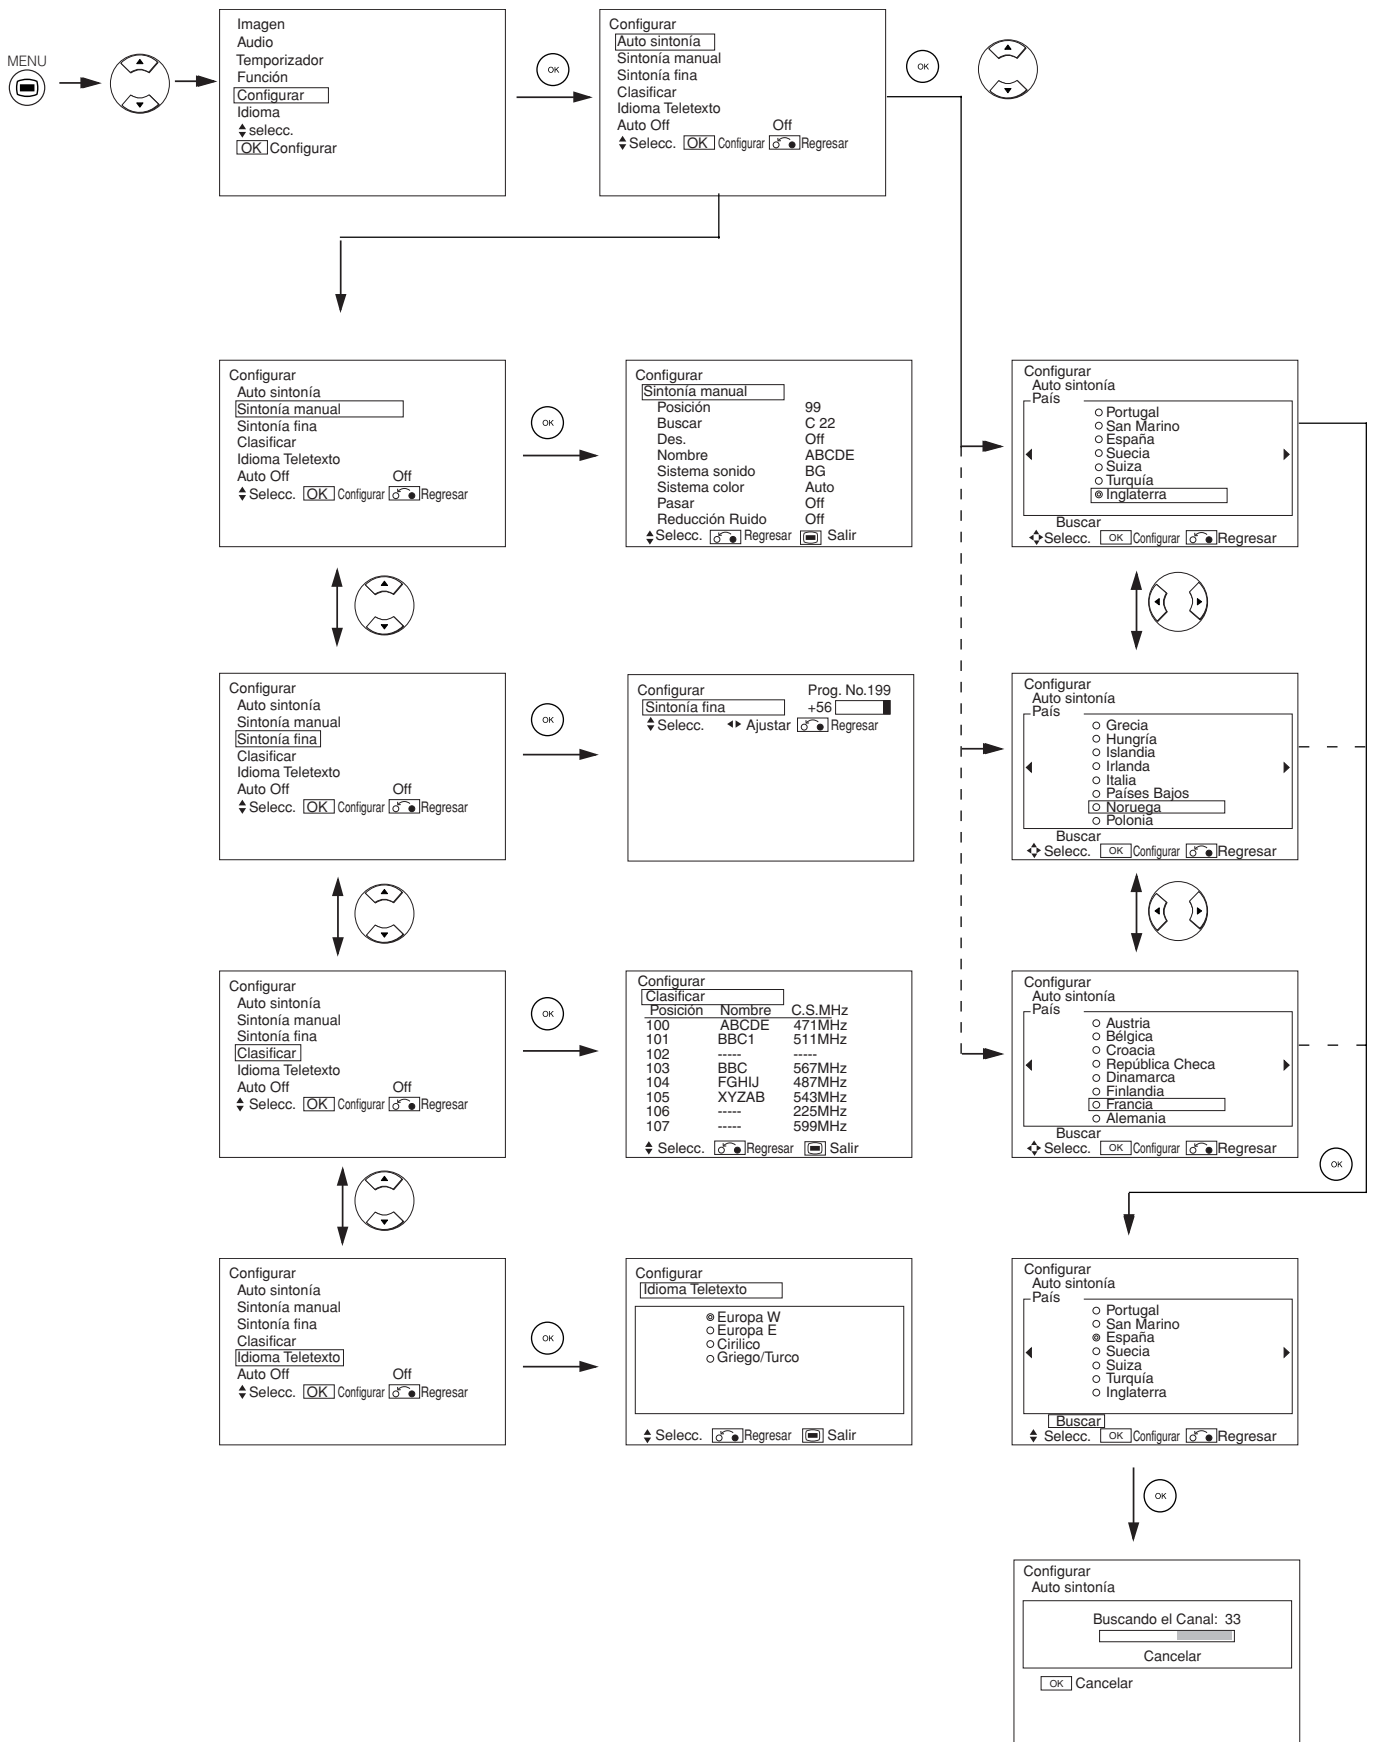 MENU
Imagen
Audio
Temporizador
Función
Configurar
Idioma
selecc.
OK Configurar
OK
Configurar
Auto sintonía
Sintonía manual
Sintonía fina
Clasificar
Idioma Teletexto
Auto Off Off
Selecc. OK Configurar Regresar
OK
Configurar
Auto sintonía
Sintonía manual
Sintonía fina
Clasificar
Idioma Teletexto
Auto Off Off
Selecc. OK Configurar Regresar
OK
Configurar
Sintonía manual
Posición 99
Buscar C 22
Des. Off
Nombre ABCDE
Sistema sonido BG
Sistema color Auto
Pasar Off
Reducción Ruido Off
Selecc. Regresar Salir
Configurar
Auto sintonía
País
Portugal
San Marino
España
Suecia
Suiza
Turquía
Inglaterra
Buscar
Selecc. OK Configurar Regresar
Configurar
Auto sintonía
Sintonía manual
Sintonía fina
Clasificar
Idioma Teletexto
Auto Off Off
Selecc. OK Configurar Regresar
OK
Configurar Prog. No.199
Sintonía fina +56
Selecc. Ajustar Regresar
Configurar
Auto sintonía
País
Grecia
Hungría
Islandia
Irlanda
Italia
Países Bajos
Noruega
Polonia
Buscar
Selecc. OK Configurar Regresar
Configurar
Auto sintonía
Sintonía manual
Sintonía fina
Clasificar
Idioma Teletexto
Auto Off Off
Selecc. OK Configurar Regresar
OK
Configurar
Clasificar
Posición Nombre C.S.MHz
100 ABCDE 471MHz
101 BBC1 511MHz
102 ----- -----
103 BBC 567MHz
104 FGHIJ 487MHz
105 XYZAB 543MHz
106 ----- 225MHz
107 ----- 599MHz
Selecc. Regresar Salir
Configurar
Auto sintonía
País
Austria
Bélgica
Croacia
República Checa
Dinamarca
Finlandia
Francia
Alemania
Buscar
Selecc. OK Configurar Regresar
OK
Configurar
Auto sintonía
Sintonía manual
Sintonía fina
Clasificar
Idioma Teletexto
Auto Off Off
Selecc. OK Configurar Regresar
OK
Configurar
Idioma Teletexto
Europa W
Europa E
Cirilico
Griego/Turco
Selecc. Regresar Salir
Configurar
Auto sintonía
País
Portugal
San Marino
España
Suecia
Suiza
Turquía
Inglaterra
Buscar
Selecc. OK Configurar Regresar
OK
Configurar
Auto sintonía
Buscando el Canal: 33
Cancelar
OK Cancelar